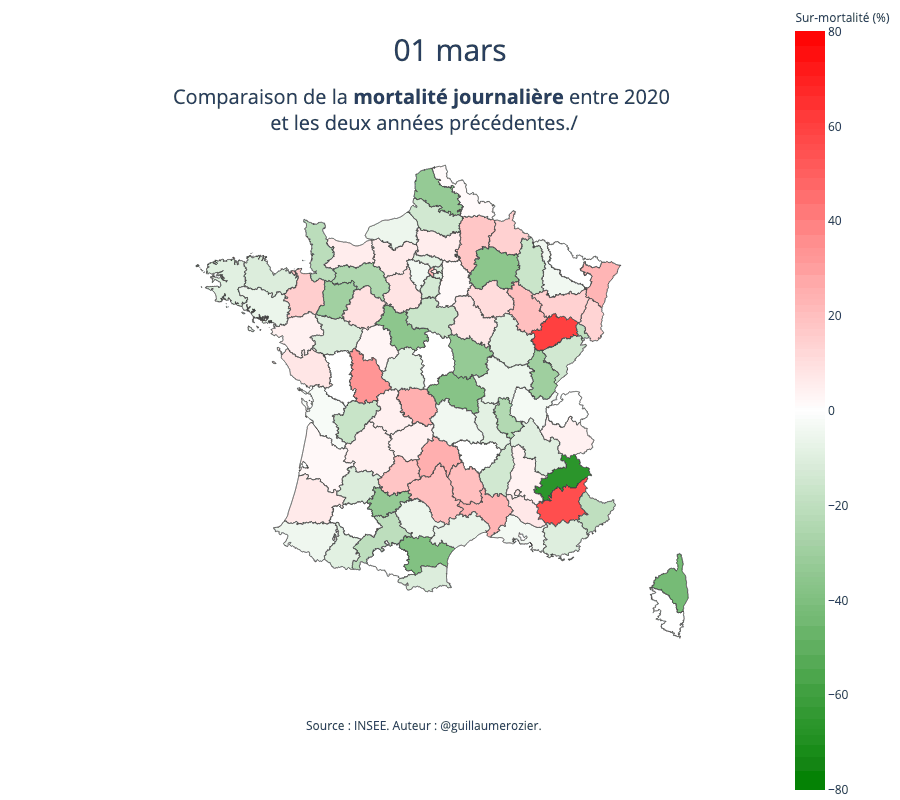 Sur-mortalité (%)
01 mars
Comparaison de la mortalité journalière entre 2020
et les deux années précédentes./
80
60
40
20
0
−20
−40
−60
−80
Source : INSEE. Auteur : @guillaumerozier.